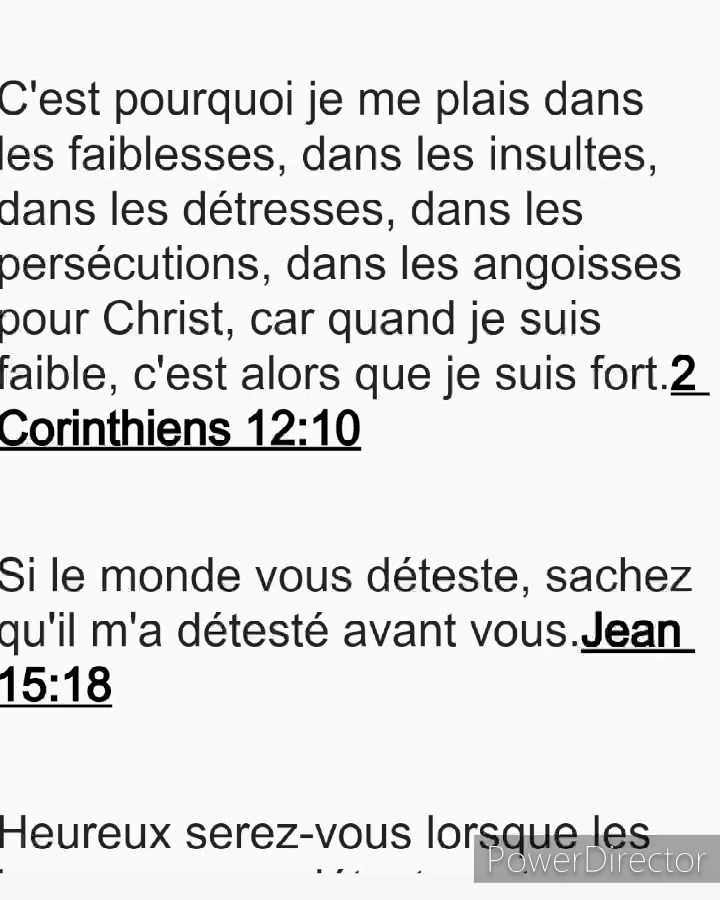 C'est pourquoi je me plais dans
les faiblesses, dans les insultes,
dans les détresses, dans les
persécutions, dans les angoisses
pour Christ, car quand je suis
faible, c'est alors que je suis fort.2
Corinthiens 12:10
Si le monde vous déteste, sachez
qu'il m'a détesté avant vous.Jean
15:18
Heureux serez-vous lorsque les
PowerDirector